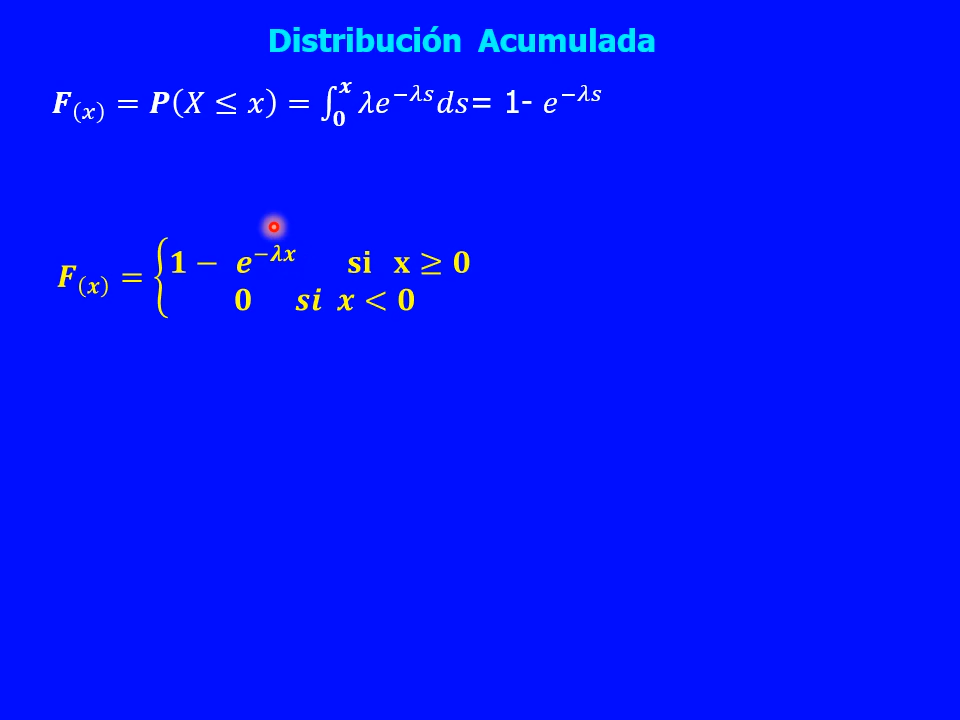 Distribución Acumulada
𝑭₍ₓ₎ = 𝑷(𝑋 ≤ 𝑥) = ∫₀ˣ 𝜆𝑒^{−𝜆𝑠}𝑑𝑠= 1- 𝑒^{−𝜆𝑠}
𝑭₍ₓ₎ = { 𝟏 − 𝒆^{−𝝀𝒙} si x ≥ 𝟎
𝟎 𝒔𝒊 𝒙 < 𝟎